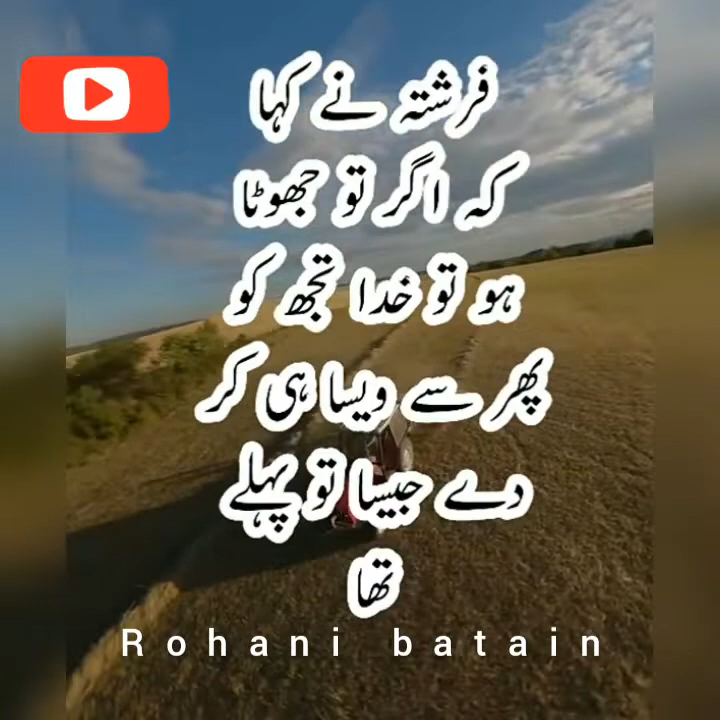 فرشتہ نے کہا
کہ اگر تو جھوٹا
ہو تو خدا تجھ کو
پھر سے ویسا ہی کر
دے جیسا تو پہلے
تھا
Rohani batain